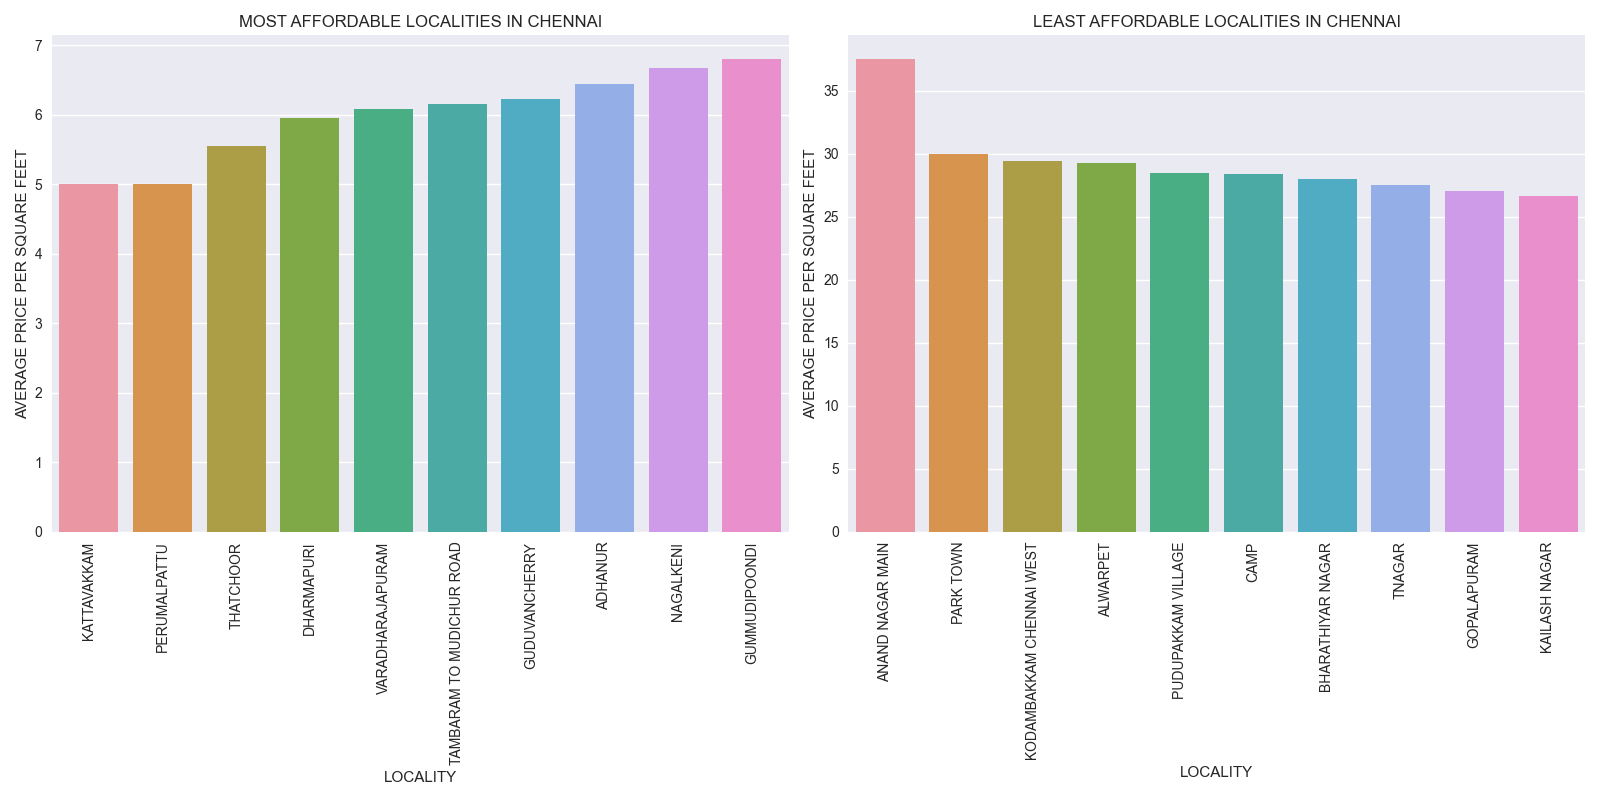 MOST AFFORDABLE LOCALITIES IN CHENNAI
AVERAGE PRICE PER SQUARE FEET
7
6
5
4
3
2
1
0
KATTAVAKKAM
PERUMALPATTU
THATCHOOR
DHARMAPURI
VARADHARAJAPURAM
TAMBARAM TO MUDICHUR ROAD
GUDUVANCHERRY
ADHANUR
NAGALKENI
GUMMUDIPOONDI
LOCALITY
LEAST AFFORDABLE LOCALITIES IN CHENNAI
AVERAGE PRICE PER SQUARE FEET
35
30
25
20
15
10
5
0
ANAND NAGAR MAIN
PARK TOWN
KODAMBAKKAM CHENNAI WEST
ALWARPET
PUDUPAKKAM VILLAGE
CAMP
BHARATHIYAR NAGAR
TNAGAR
GOPALAPURAM
KAILASH NAGAR
LOCALITY